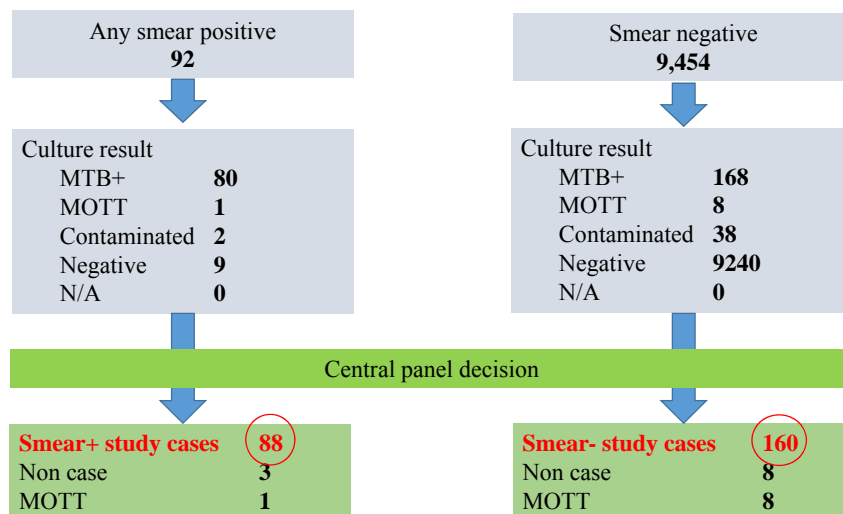 Any smear positive
92
Smear negative
9,454
Culture result
MTB+ 80
MOTT 1
Contaminated 2
Negative 9
N/A 0
Culture result
MTB+ 168
MOTT 8
Contaminated 38
Negative 9240
N/A 0
Central panel decision
Smear+ study cases 88
Non case 3
MOTT 1
Smear- study cases 160
Non case 8
MOTT 8